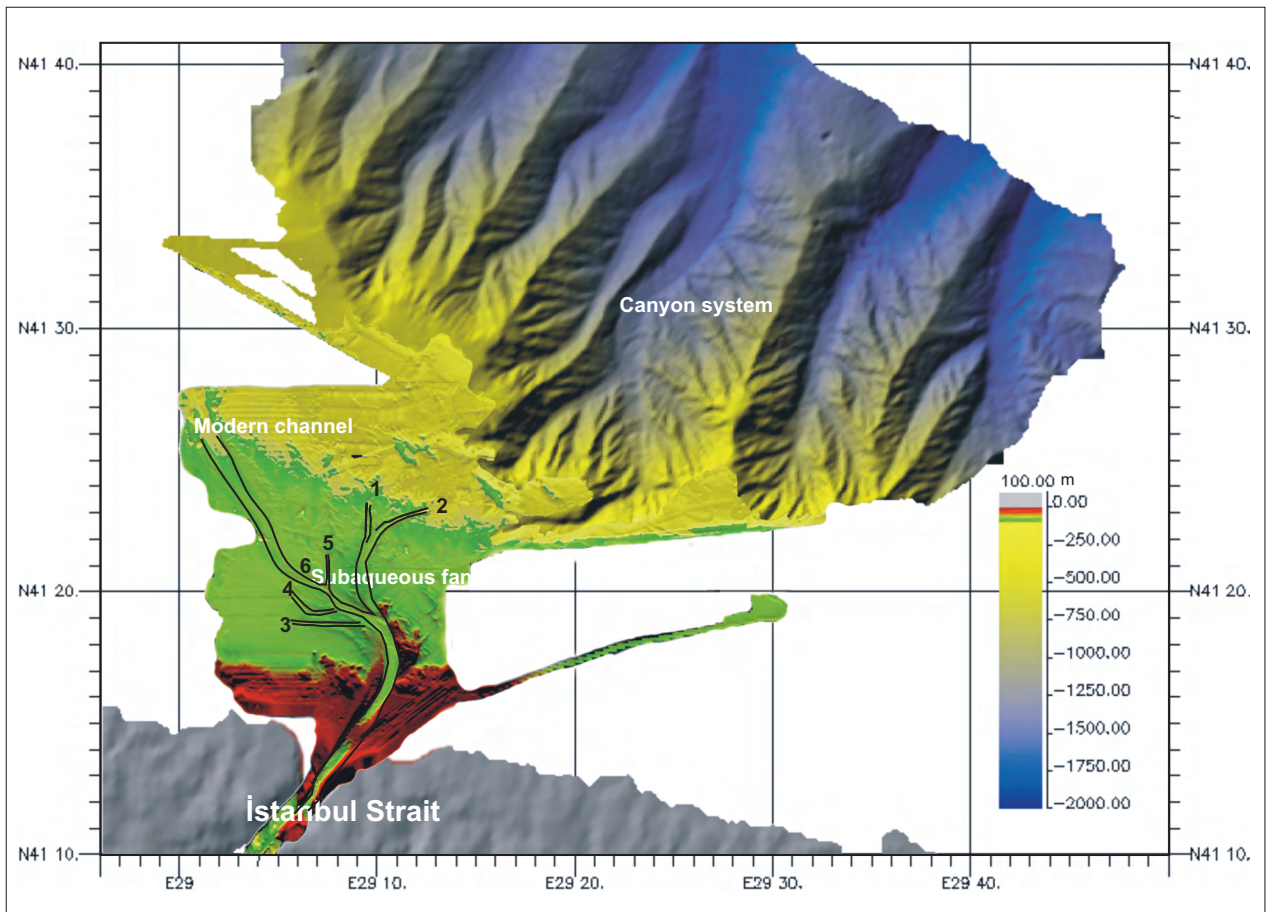 N41 40.
N41 40.
Canyon system
N41 30.
N41 30.
Modern channel
100.00 m
0.00
-250.00
-500.00
-750.00
-1000.00
-1250.00
-1500.00
-1750.00
-2000.00
1
2
5
6
Subaqueous fan
4
3
N41 20.
N41 20.
İstanbul Strait
N41 10.
N41 10.
E29
E29 10.
E29 20.
E29 30.
E29 40.